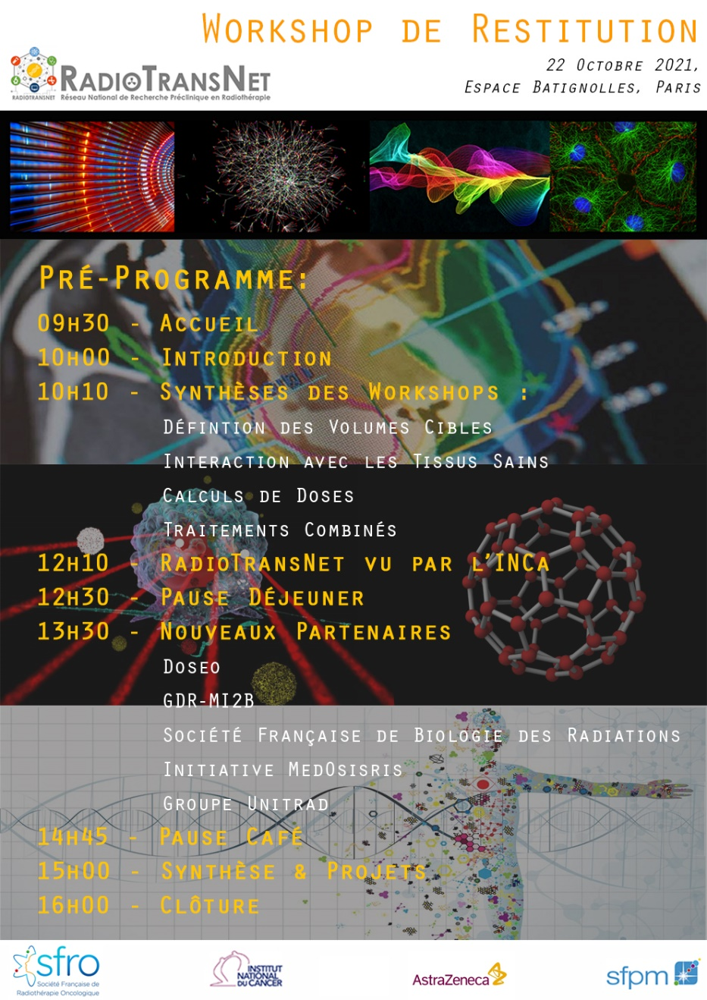 Workshop de Restitution
22 Octobre 2021,
Espace Batignolles, Paris
RadioTransNet
RADIOTRANSNET
Réseau National de Recherche Préclinique en Radiothérapie
Pré-Programme:
09h30 - Accueil
10h00 - Introduction
10h10 - Synthèses des Workshops :
Défintion des Volumes Cibles
Interaction avec les Tissus Sains
Calculs de Doses
Traitements Combinés
12h10 - RadioTransNet vu par l'INCa
12h30 - Pause Déjeuner
13h30 - Nouveaux Partenaires
Doseo
GDR-MI2B
Société Française de Biologie des Radiations
Initiative MedOsisris
Groupe Unitrad
14h45 - Pause Café
15h00 - Synthèse & Projets
16h00 - Clôture
sfro
Société Française de
Radiothérapie Oncologique
INSTITUT
NATIONAL
DU CANCER
AstraZeneca
sfpm